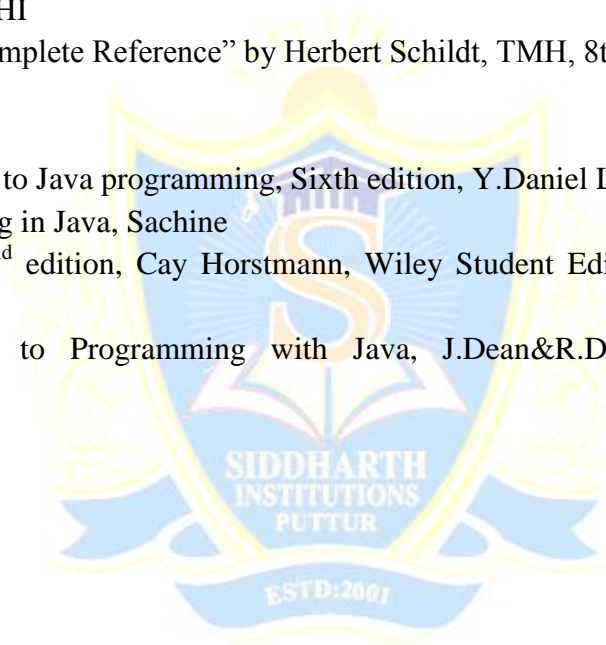 HI
mplete Reference” by Herbert Schildt, TMH, 8t
to Java programming, Sixth edition, Y.Daniel L
g in Java, Sachine
nd edition, Cay Horstmann, Wiley Student Edi
to Programming with Java, J.Dean&R.D
SIDDHARTH
INSTITUTIONS
PUTTUR
ESTD:2001